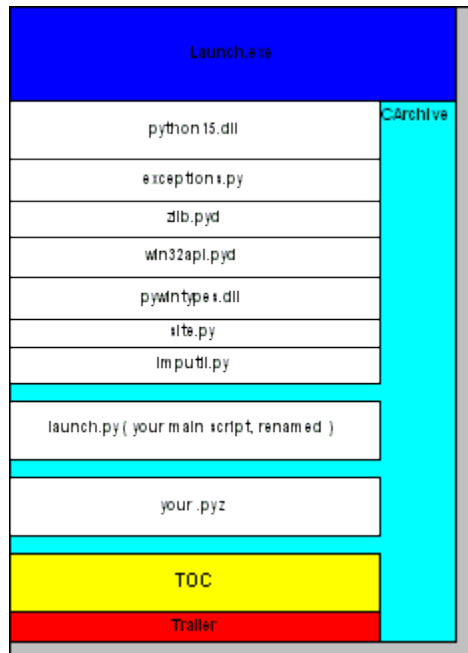 Launch.exe
CArchive
python15.dll
exceptions.py
zlib.pyd
win32api.pyd
pywintypes.dll
site.py
imputil.py
launch.py ( your main script, renamed )
your .pyz
TOC
Trailer